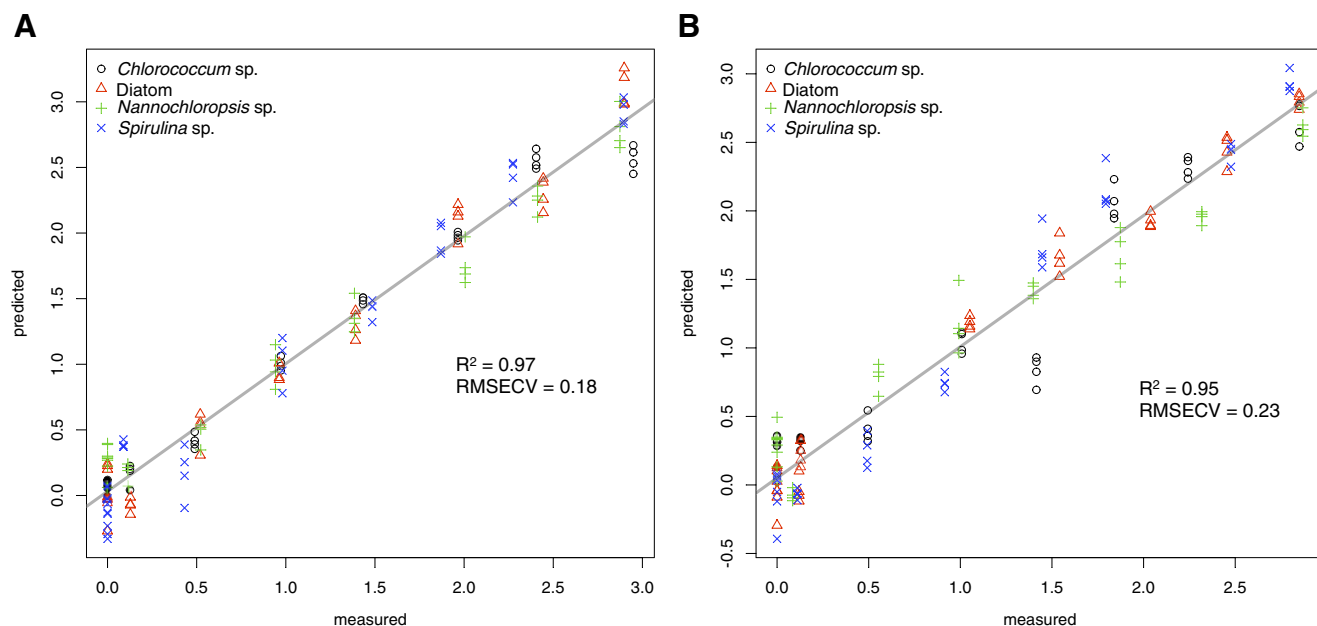 A
Chlorococcum sp.
Diatom
Nannochloropsis sp.
Spirulina sp.
predicted
3.0
2.5
2.0
1.5
1.0
0.5
0.0
R² = 0.97
RMSECV = 0.18
0.0 0.5 1.0 1.5 2.0 2.5 3.0
measured
B
Chlorococcum sp.
Diatom
Nannochloropsis sp.
Spirulina sp.
predicted
3.0
2.5
2.0
1.5
1.0
0.5
0.0
-0.5
R² = 0.95
RMSECV = 0.23
0.0 0.5 1.0 1.5 2.0 2.5
measured